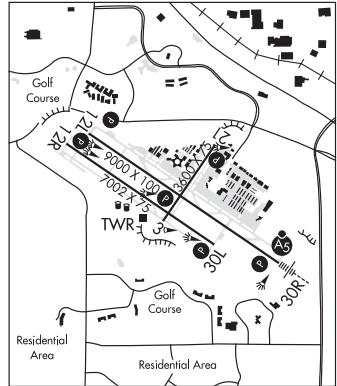 Golf
Course
12L
12R
P
P
21
P
9000 X 100
3600 X 75
7002 X 75
P
TWR
3
P
30L
P
A5
30R
Golf
Course
Residential
Area
Residential Area